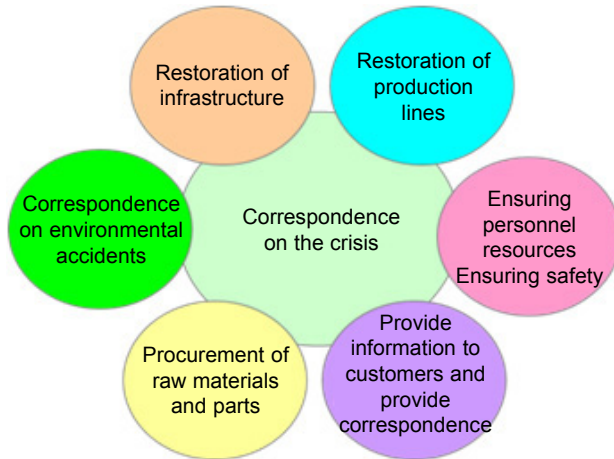 Restoration of
infrastructure
Restoration of
production
lines
Correspondence
on environmental
accidents
Correspondence
on the crisis
Ensuring
personnel
resources
Ensuring safety
Procurement of
raw materials
and parts
Provide
information to
customers and
provide
correspondence